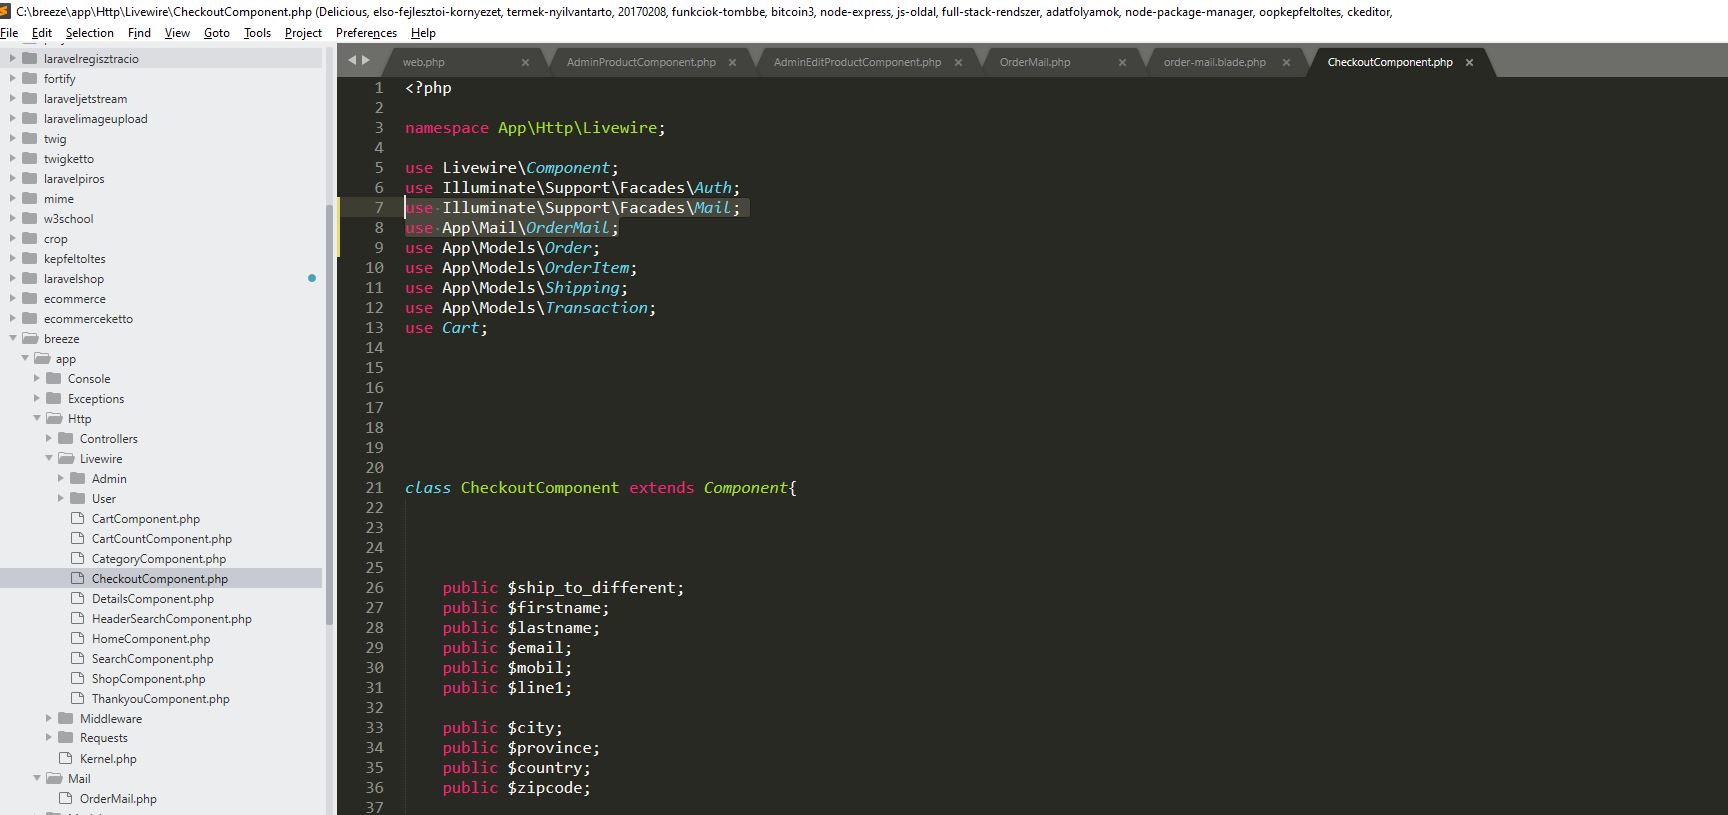 C:\breeze\app\Http\Livewire\CheckoutComponent.php (Delicious, elso-fejlesztoi-kornyezet, termek-nyilvantarto, 20170208, funkciok-tombbe, bitcoin3, node-express, js-oldal, full-stack-rendszer, adatfolyamok, node-package-manager, oopkepfeltoltes, ckeditor,
File Edit Selection Find View Goto Tools Project Preferences Help
web.php AdminProductComponent.php AdminEditProductComponent.php OrderMail.php order-mail.blade.php CheckoutComponent.php
laravelregisztracio
fortify
laraveljetstream
laravelimageupload
twig
twigketto
laravelpiros
mime
w3school
crop
kepfeltoltes
laravelshop
ecommerce
ecommerceketto
breeze
app
Console
Exceptions
Http
Controllers
Livewire
Admin
User
CartComponent.php
CartCountComponent.php
CategoryComponent.php
CheckoutComponent.php
DetailsComponent.php
HeaderSearchComponent.php
HomeComponent.php
SearchComponent.php
ShopComponent.php
ThankyouComponent.php
Middleware
Requests
Kernel.php
Mail
OrderMail.php
1 <?php
2
3 namespace App\Http\Livewire;
4
5 use Livewire\Component;
6 use Illuminate\Support\Facades\Auth;
7 use Illuminate\Support\Facades\Mail;
8 use App\Mail\OrderMail;
9 use App\Models\Order;
10 use App\Models\OrderItem;
11 use App\Models\Shipping;
12 use App\Models\Transaction;
13 use Cart;
14
15
16
17
18
19
20
21 class CheckoutComponent extends Component{
22
23
24
25
26 public $ship_to_different;
27 public $firstname;
28 public $lastname;
29 public $email;
30 public $mobil;
31 public $line1;
32
33 public $city;
34 public $province;
35 public $country;
36 public $zipcode;
37